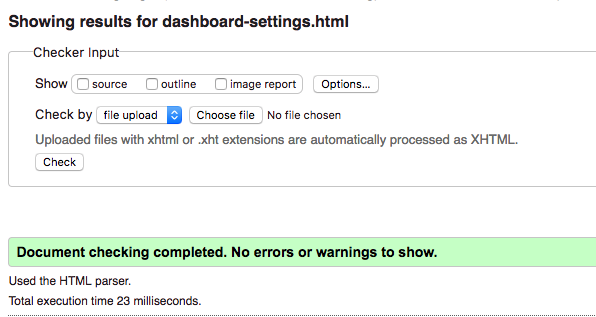 Showing results for dashboard-settings.html
Checker Input
Show source outline image report Options...
Check by file upload Choose file No file chosen
Uploaded files with xhtml or .xht extensions are automatically processed as XHTML.
Check
Document checking completed. No errors or warnings to show.
Used the HTML parser.
Total execution time 23 milliseconds.